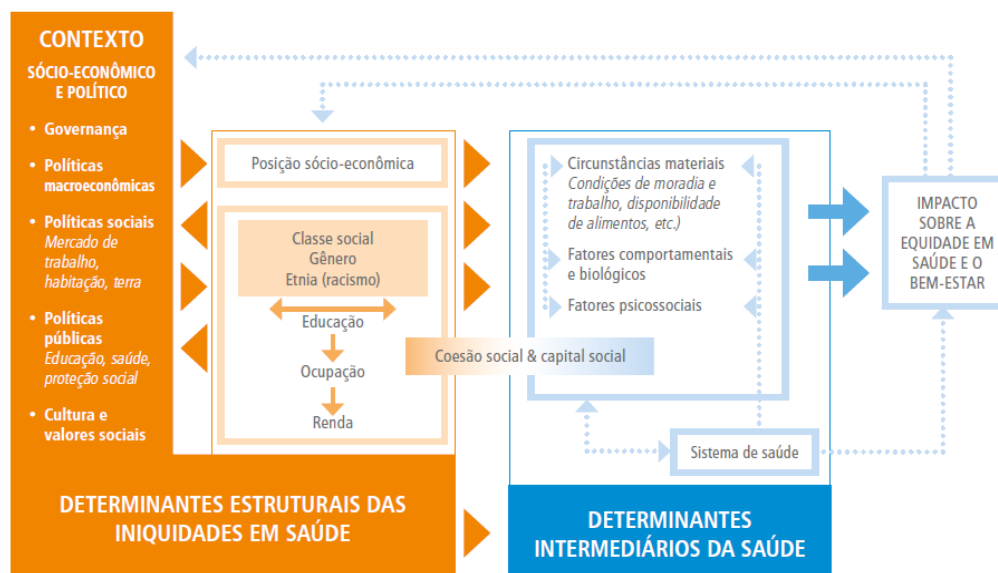 CONTEXTO
SÓCIO-ECONÔMICO
E POLÍTICO
• Governança
• Políticas
macroeconômicas
• Políticas sociais
Mercado de
trabalho,
habitação, terra
• Políticas
públicas
Educação, saúde,
proteção social
• Cultura e
valores sociais
Posição sócio-econômica
Classe social
Gênero
Etnia (racismo)
Educação
Ocupação
Renda
Coesão social & capital social
Circunstâncias materiais
Condições de moradia e
trabalho, disponibilidade
de alimentos, etc.)
Fatores comportamentais
e biológicos
Fatores psicossociais
Sistema de saúde
IMPACTO
SOBRE A
EQUIDADE EM
SAÚDE E O
BEM-ESTAR
DETERMINANTES ESTRUTURAIS DAS
INIQUIDADES EM SAÚDE
DETERMINANTES
INTERMEDIÁRIOS DA SAÚDE